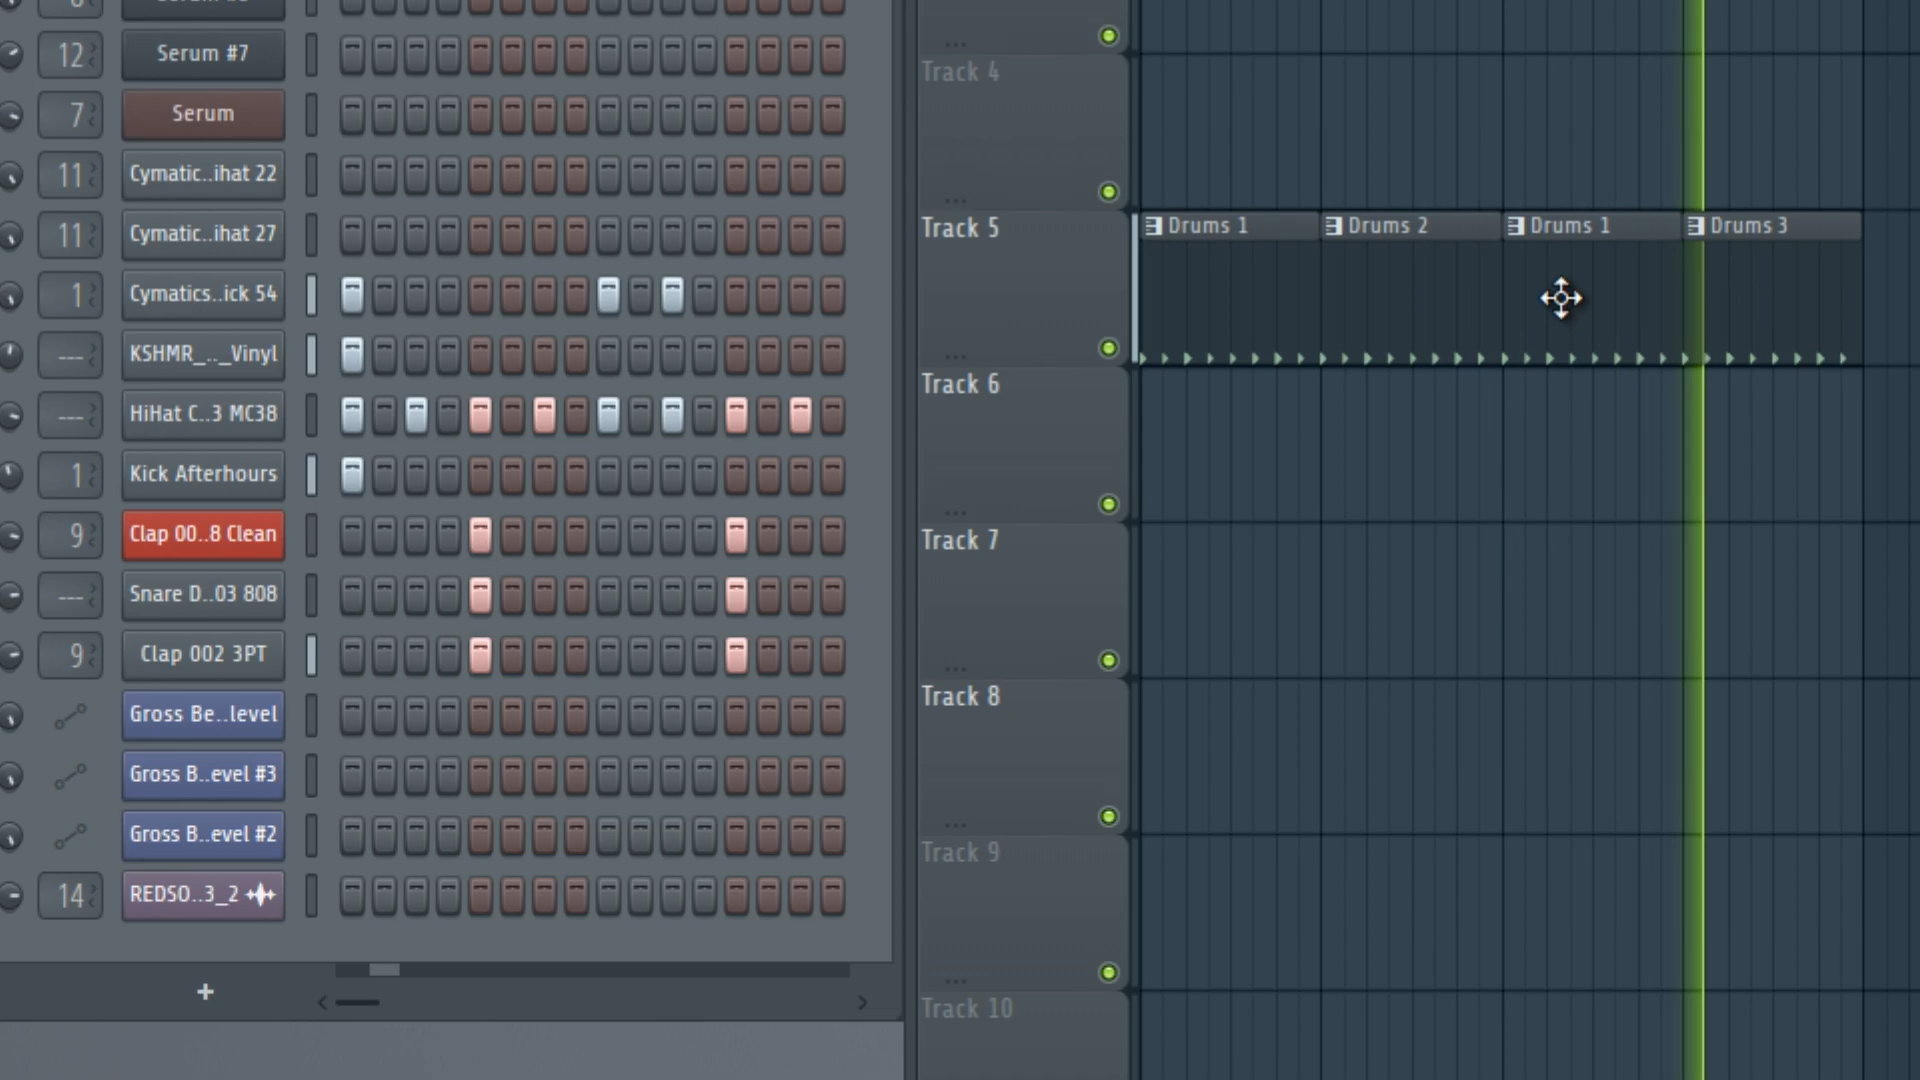 12 Serum #7
7 Serum
11 Cymatic..ihat 22
11 Cymatic..ihat 27
1 Cymatics..ick 54
--- KSHMR_.._Vinyl
--- HiHat C..3 MC38
1 Kick Afterhours
9 Clap 00..8 Clean
--- Snare D..03 808
9 Clap 002 3PT
Gross Be..level
Gross B..evel #3
Gross B..evel #2
14 REDSO..3_2
+
...
Track 4
...
Track 5
...
Drums 1
Drums 2
Drums 1
Drums 3
Track 6
...
Track 7
...
Track 8
...
Track 9
...
Track 10